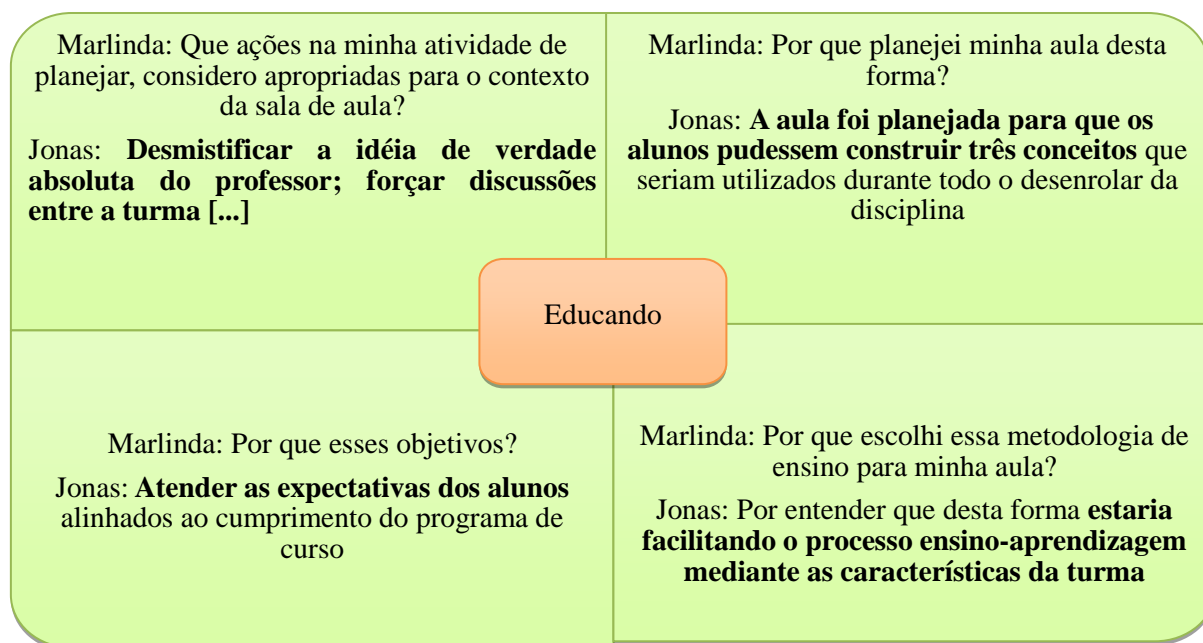 Marlinda: Que ações na minha atividade de
planejar, considero apropriadas para o contexto
da sala de aula?
Jonas: Desmistificar a idéia de verdade
absoluta do professor; forçar discussões
entre a turma [...]
Marlinda: Por que planejei minha aula desta
forma?
Jonas: A aula foi planejada para que os
alunos pudessem construir três conceitos que
seriam utilizados durante todo o desenrolar da
disciplina
Educando
Marlinda: Por que esses objetivos?
Jonas: Atender as expectativas dos alunos
alinhados ao cumprimento do programa de
curso
Marlinda: Por que escolhi essa metodologia de
ensino para minha aula?
Jonas: Por entender que desta forma estaria
facilitando o processo ensino-aprendizagem
mediante as características da turma